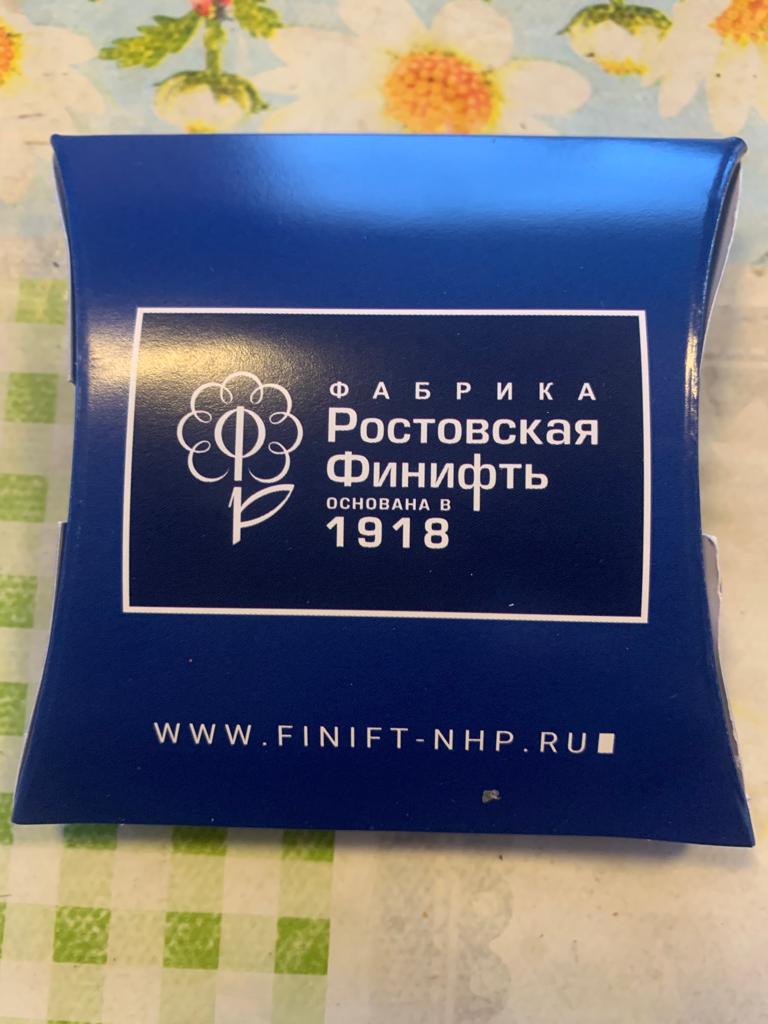 ФАБРИКА
Ростовская
Финифть
ОСНОВАНА В
1918
WWW.FINIFT-NHP.RU